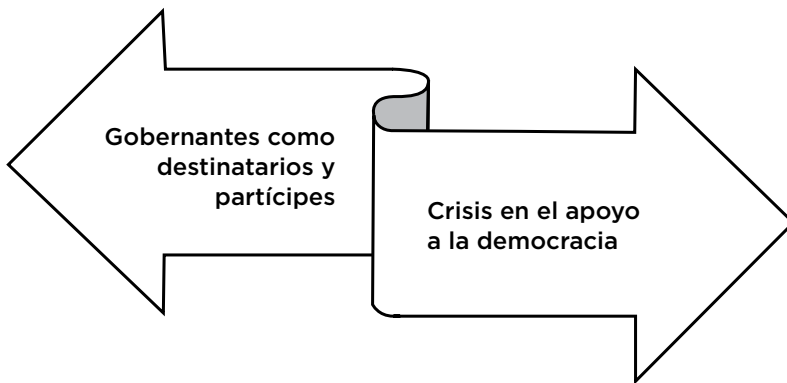 Gobernantes como
destinatarios y
partícipes
Crisis en el apoyo
a la democracia